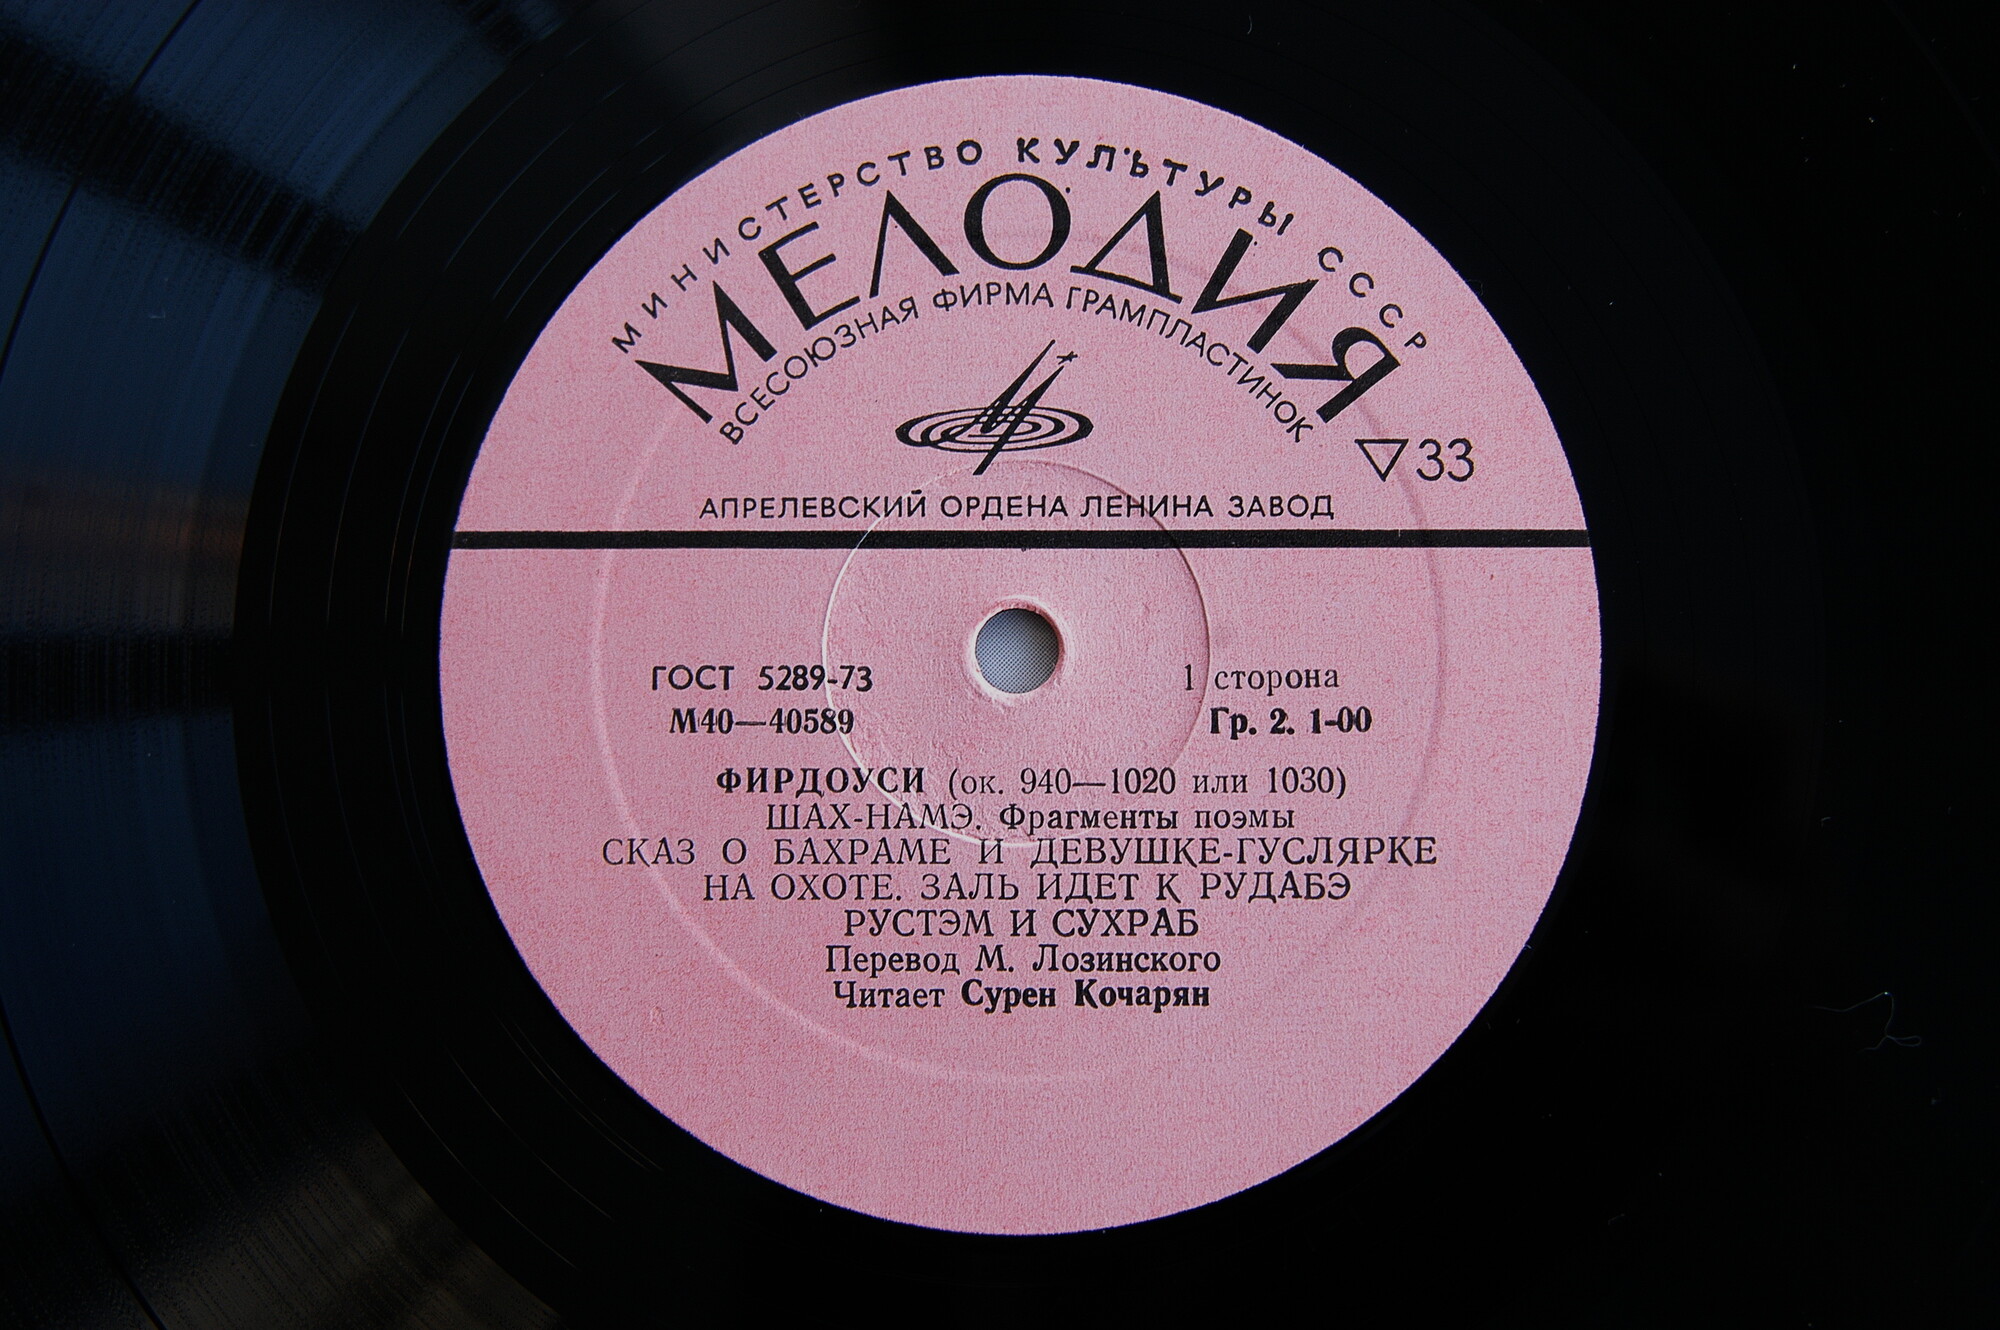 МИНИСТЕРСТВО КУЛЬТУРЫ СССР
МЕЛОДИЯ
ВСЕСОЮЗНАЯ ФИРМА ГРАМПЛАСТИНОК
33
АПРЕЛЕВСКИЙ ОРДЕНА ЛЕНИНА ЗАВОД
ГОСТ 5289-73
1 сторона
М40—40589
Гр. 2. 1-00
ФИРДОУСИ (ок. 940—1020 или 1030)
ШАХ-НАМЭ. Фрагменты поэмы
СКАЗ О БАХРАМЕ И ДЕВУШКЕ-ГУСЛЯРКЕ
НА ОХОТЕ. ЗАЛЬ ИДЕТ К РУДАБЭ
РУСТЭМ И СУХРАБ
Перевод М. Лозинского
Читает Сурен Кочарян